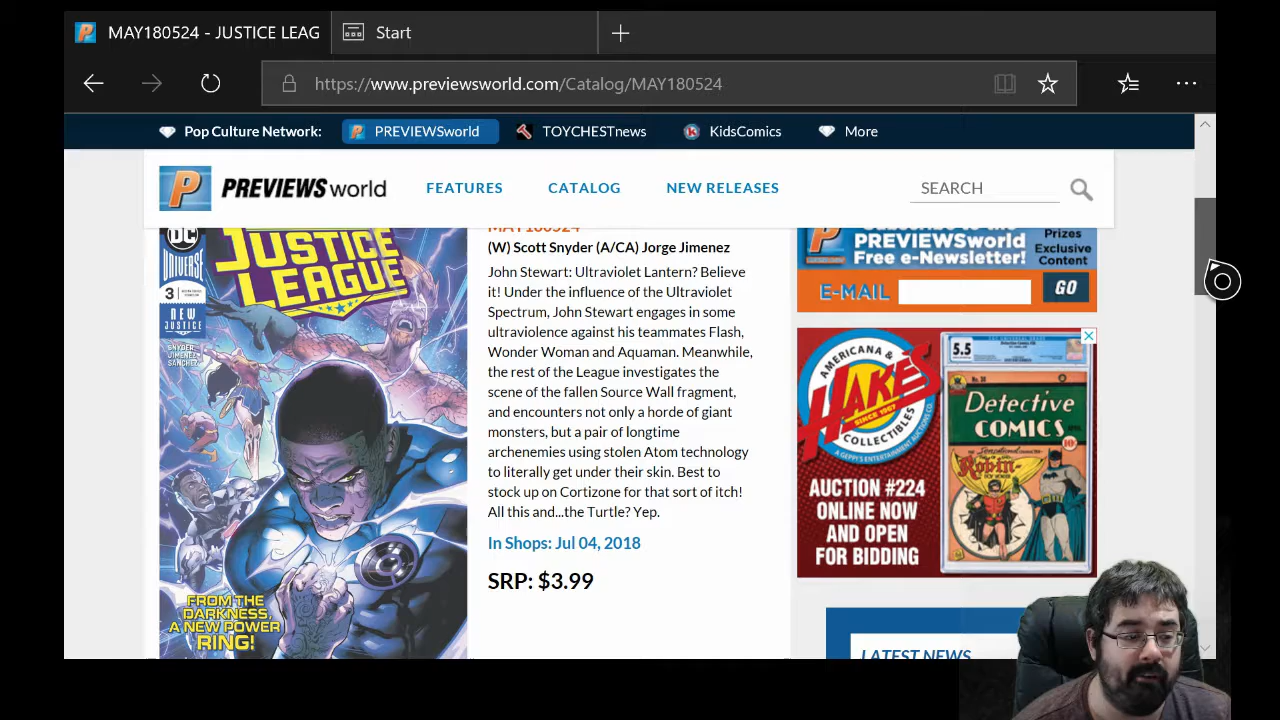 MAY180524 - JUSTICE LEAG
Start
https://www.previewsworld.com/Catalog/MAY180524
Pop Culture Network:
PREVIEWSworld
TOYCHESTnews
KidsComics
More
P
PREVIEWSworld
FEATURES
CATALOG
NEW RELEASES
SEARCH
MAY180524
(W) Scott Snyder (A/CA) Jorge Jimenez
John Stewart: Ultraviolet Lantern? Believe
it! Under the influence of the Ultraviolet
Spectrum, John Stewart engages in some
ultraviolence against his teammates Flash,
Wonder Woman and Aquaman. Meanwhile,
the rest of the League investigates the
scene of the fallen Source Wall fragment,
and encounters not only a horde of giant
monsters, but a pair of longtime
archenemies using stolen Atom technology
to literally get under their skin. Best to
stock up on Cortizone for that sort of itch!
All this and...the Turtle? Yep.
In Shops: Jul 04, 2018
SRP: $3.99
DC
UNIVERSE
3
NEW
JUSTICE
SNYDER
JIMENEZ
SANCHEZ
JUSTICE
LEAGUE
FROM THE
DARKNESS,
A NEW POWER
RING!
PREVIEWSworld
Free e-Newsletter!
Prizes
Exclusive
Content
E-MAIL
GO
AMERICANA &
HAKE'S
SINCE 1967
COLLECTIBLES
AUCTION #224
ONLINE NOW
AND OPEN
FOR BIDDING
5.5
Detective
COMICS
10¢
Robin-
BOY WONDER
LATEST NEWS